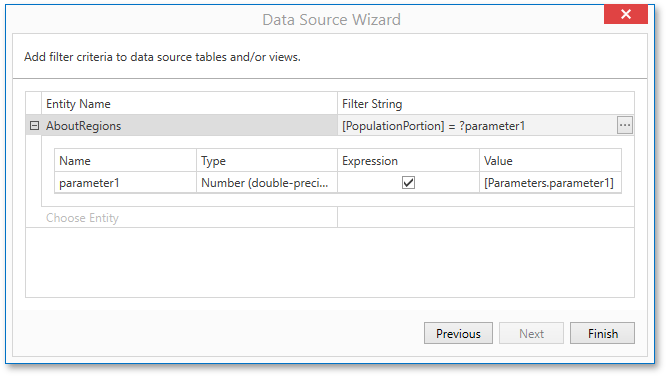 Data Source Wizard
Add filter criteria to data source tables and/or views.
Entity Name Filter String
AboutRegions [PopulationPortion] = ?parameter1 ...
Name Type Expression Value
parameter1 Number (double-preci... [Parameters.parameter1]
Choose Entity
Previous Next Finish